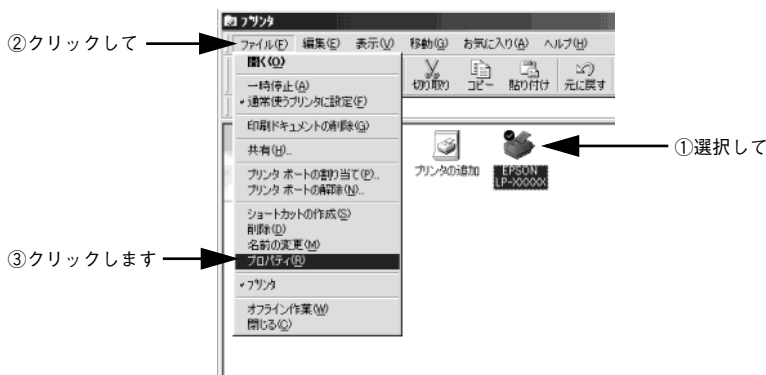 プリンタ
②クリックして
ファイル(F) 編集(E) 表示(V) 移動(G) お気に入り(A) ヘルプ(H)
開く(O)
一時停止(A)
通常使うプリンタに設定(F)
印刷ドキュメントの削除(G)
共有(H)...
プリンタ ポートの割り当て(P)...
プリンタ ポートの解除(N)...
ショートカットの作成(S)
削除(D)
名前の変更(M)
③クリックします
プロパティ(R)
プリンタ
オフライン作業(W)
閉じる(C)
切り取り コピー 貼り付け 元に戻す
プリンタの追加
EPSON
LP-XXXXX
①選択して